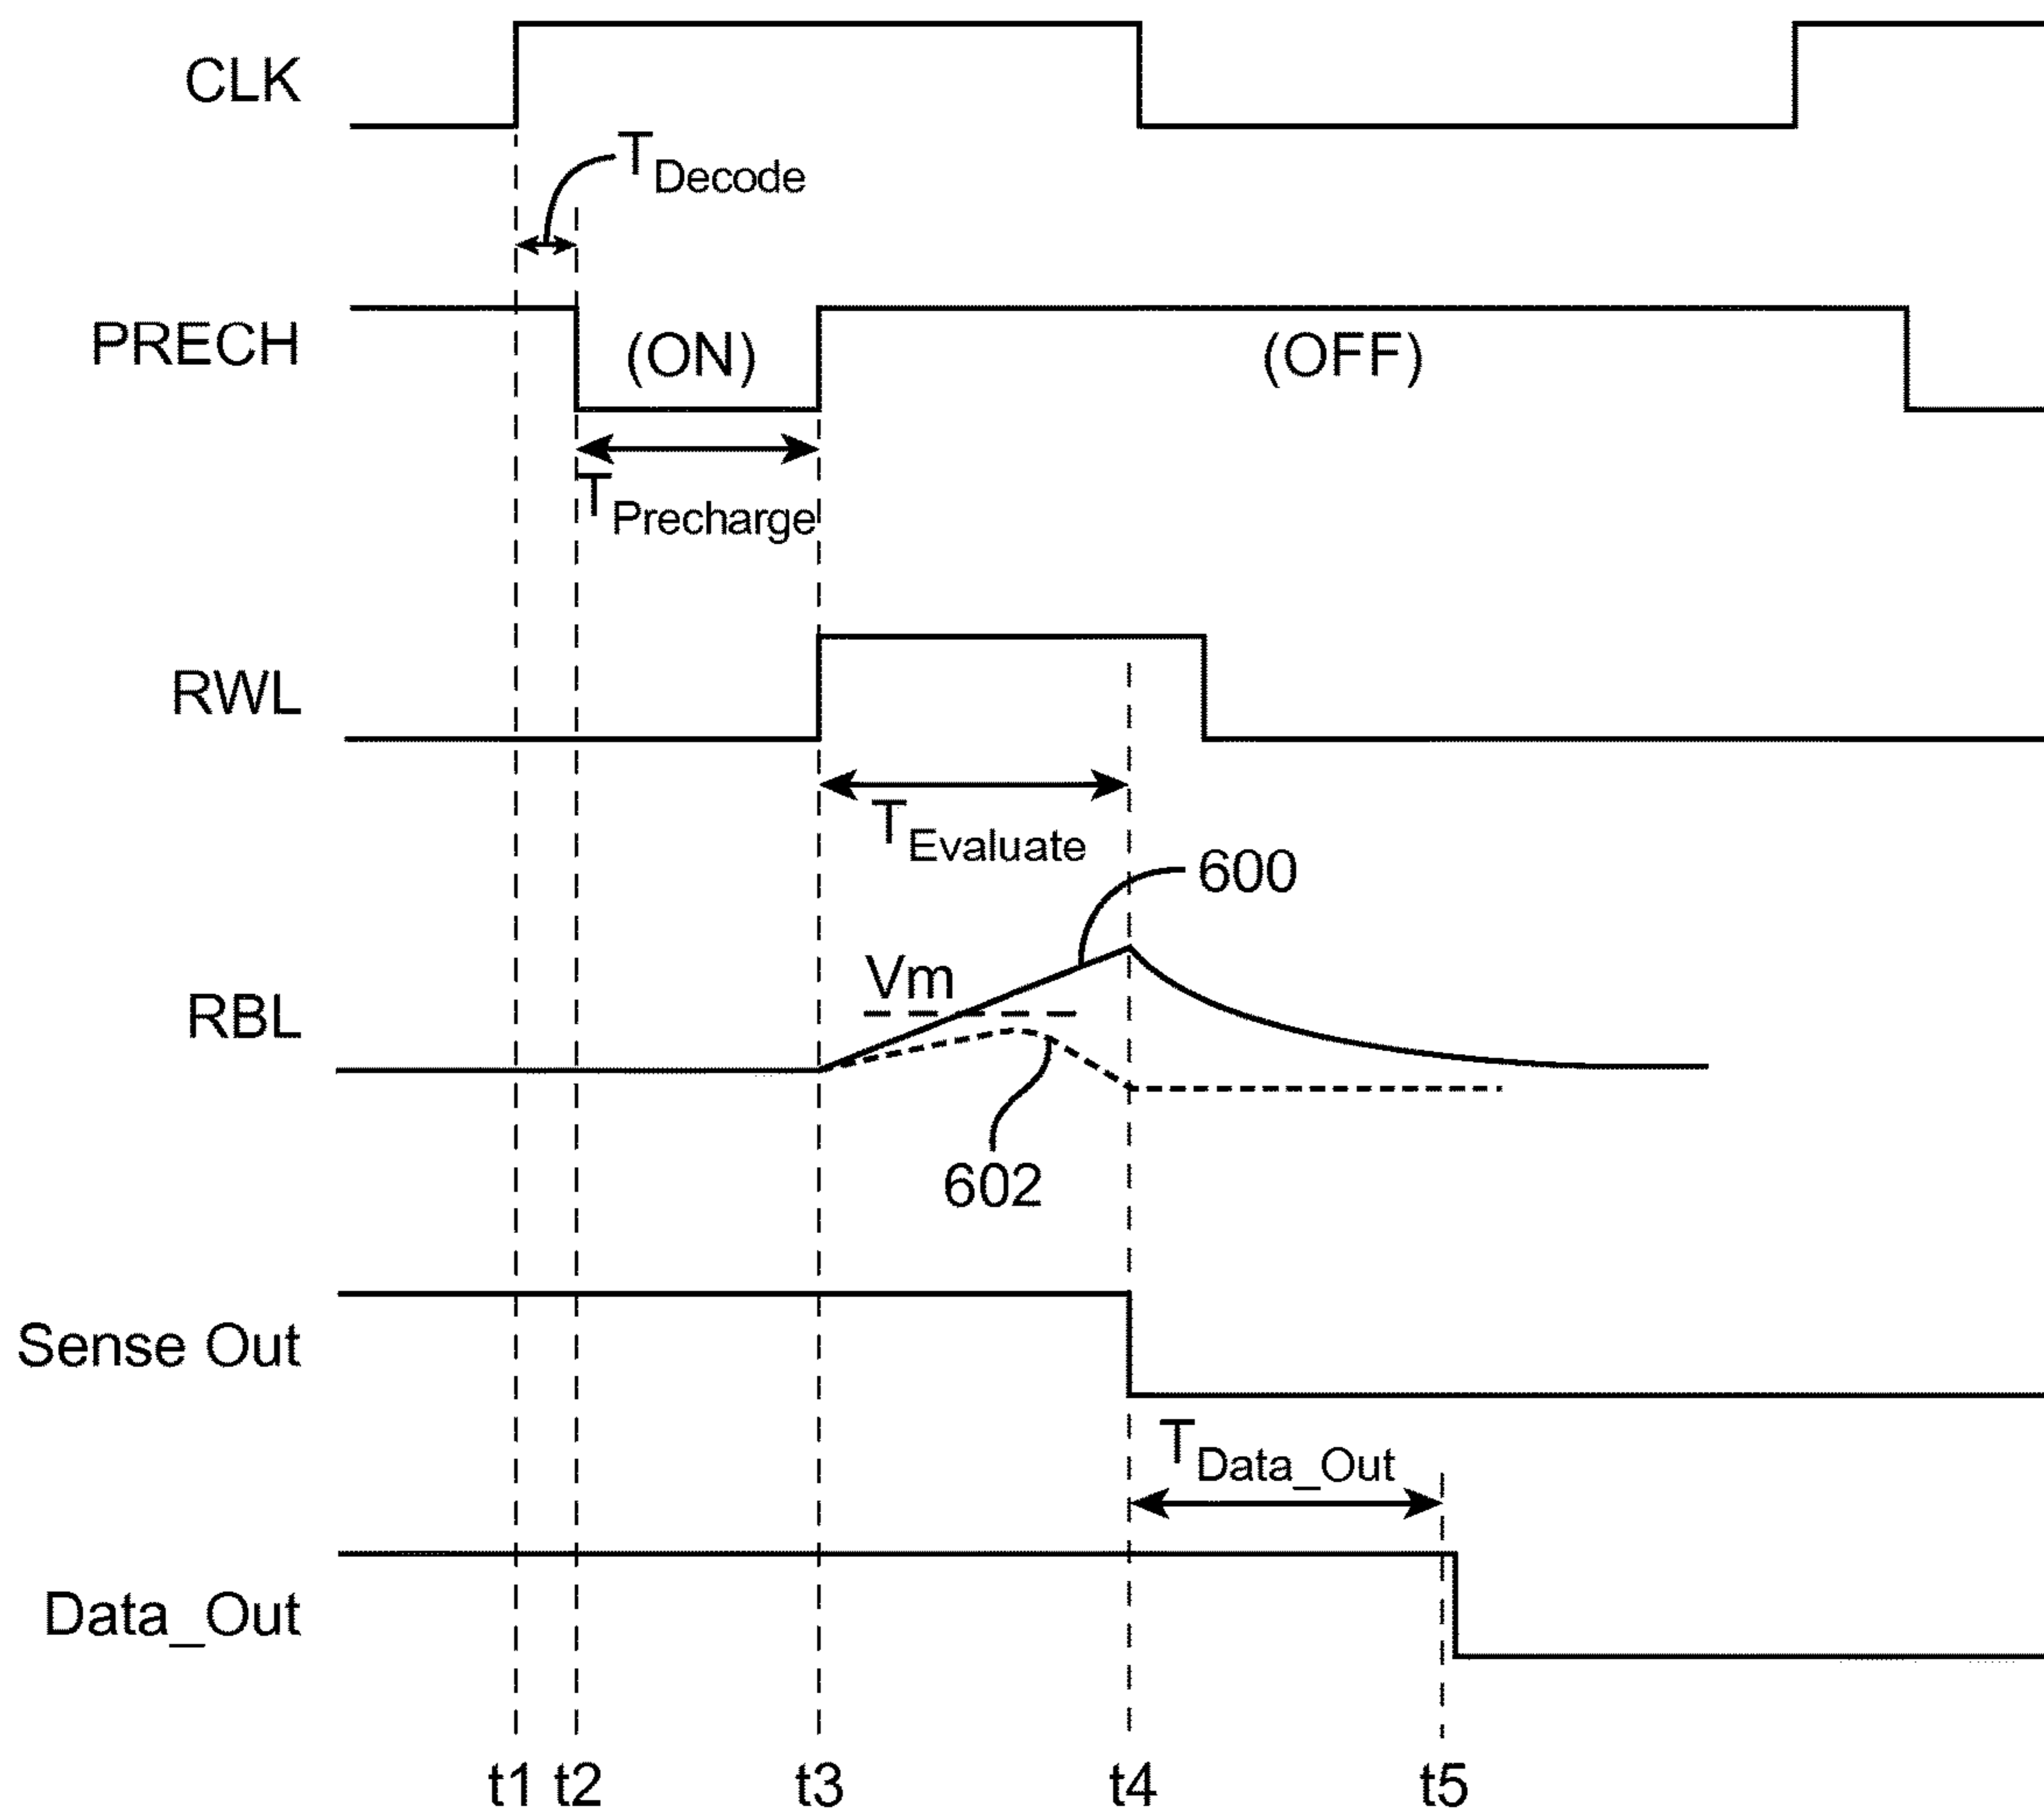 CLK
TDecode
PRECH
(ON)
(OFF)
TPrecharge
RWL
TEvaluate
600
Vm
RBL
602
Sense Out
TData_Out
Data_Out
t1 t2 t3 t4 t5